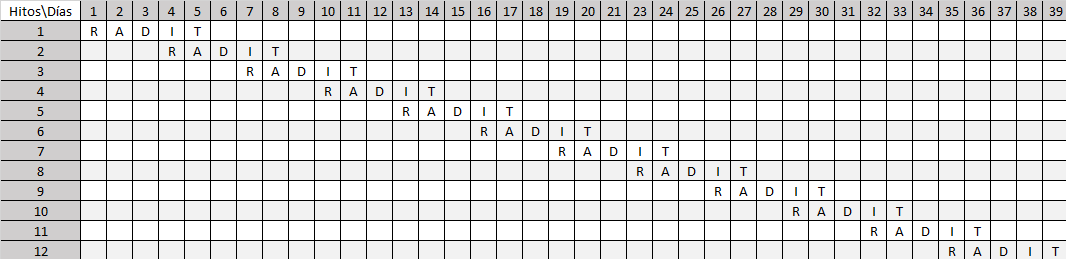 Hitos\Días 1 2 3 4 5 6 7 8 9 10 11 12 13 14 15 16 17 18 19 20 21 22 23 24 25 26 27 28 29 30 31 32 33 34 35 36 37 38 39
1 R A D I T
2 R A D I T
3 R A D I T
4 R A D I T
5 R A D I T
6 R A D I T
7 R A D I T
8 R A D I T
9 R A D I T
10 R A D I T
11 R A D I T
12 R A D I T